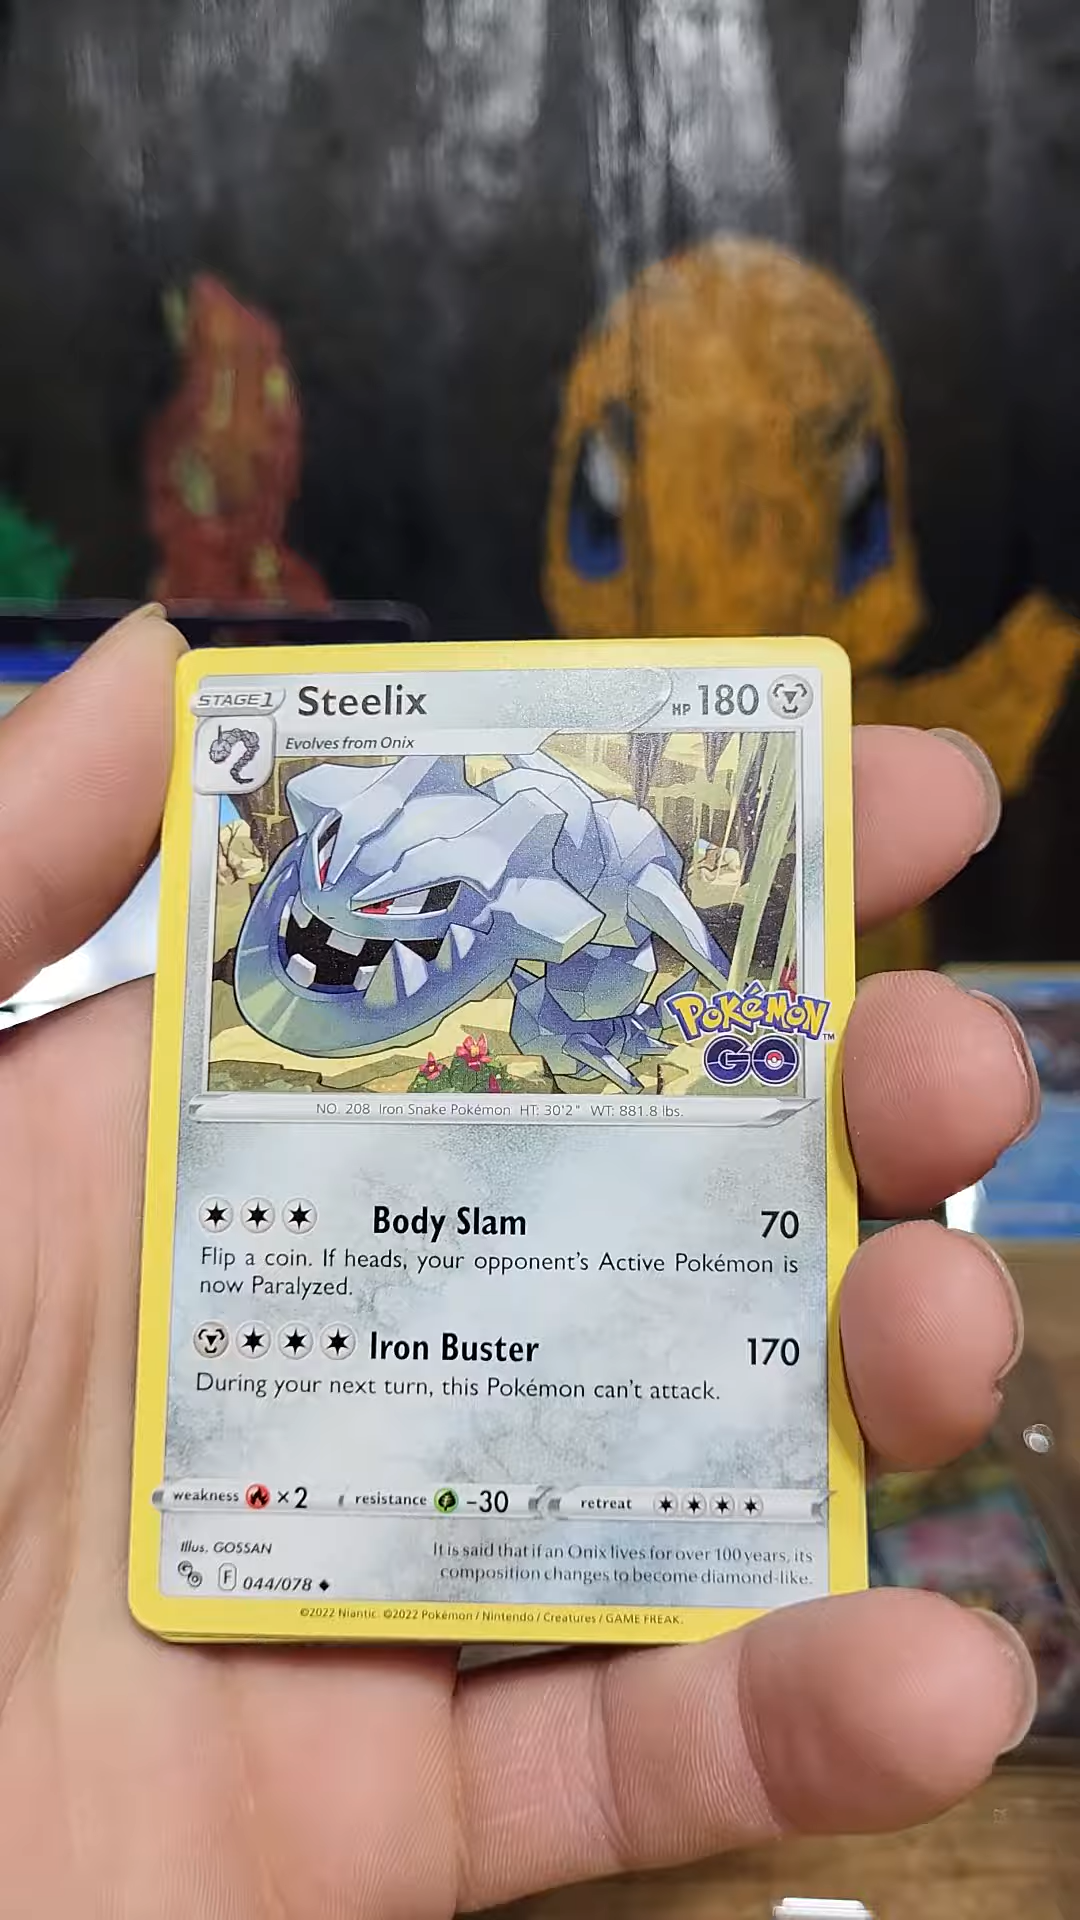 STAGE 1 Steelix HP 180
Evolves from Onix
POKéMON™
GO
NO. 208 Iron Snake Pokémon HT: 30'2" WT: 881.8 lbs.
Body Slam 70
Flip a coin. If heads, your opponent's Active Pokémon is
now Paralyzed.
Iron Buster 170
During your next turn, this Pokémon can't attack.
weakness ×2 resistance -30 retreat
Illus. GOSSAN
It is said that if an Onix lives for over 100 years, its
composition changes to become diamond-like.
GO F 044/078
©2022 Niantic. ©2022 Pokémon / Nintendo / Creatures / GAME FREAK.